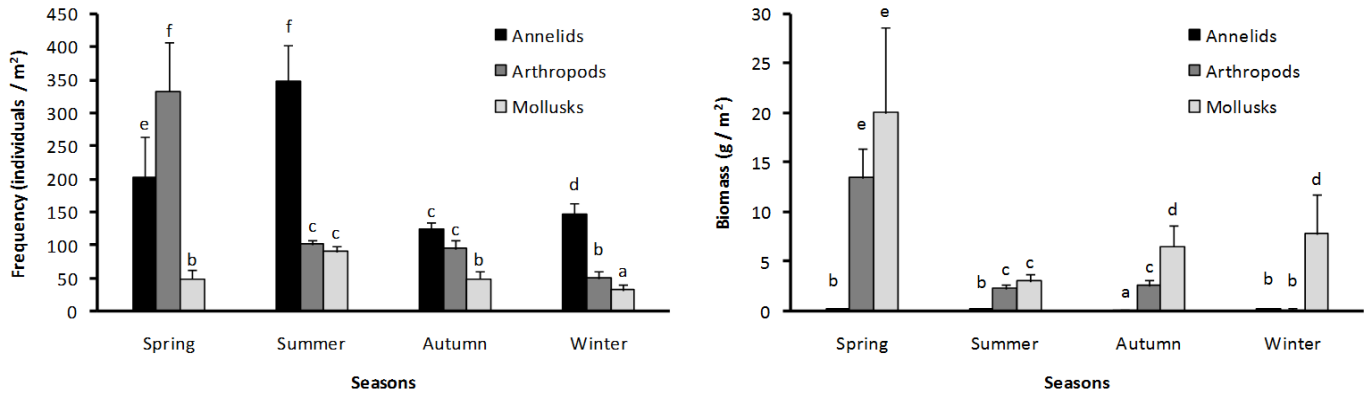 Frequency (individuals / m²)
450
400
350
300
250
200
150
100
50
0
e
f
b
f
c
c
c
c
b
d
b
a
Annelids
Arthropods
Mollusks
Spring
Summer
Autumn
Winter
Seasons
Biomass (g / m²)
30
25
20
15
10
5
0
b
e
e
b
c
c
a
c
d
b
b
d
Annelids
Arthropods
Mollusks
Spring
Summer
Autumn
Winter
Seasons